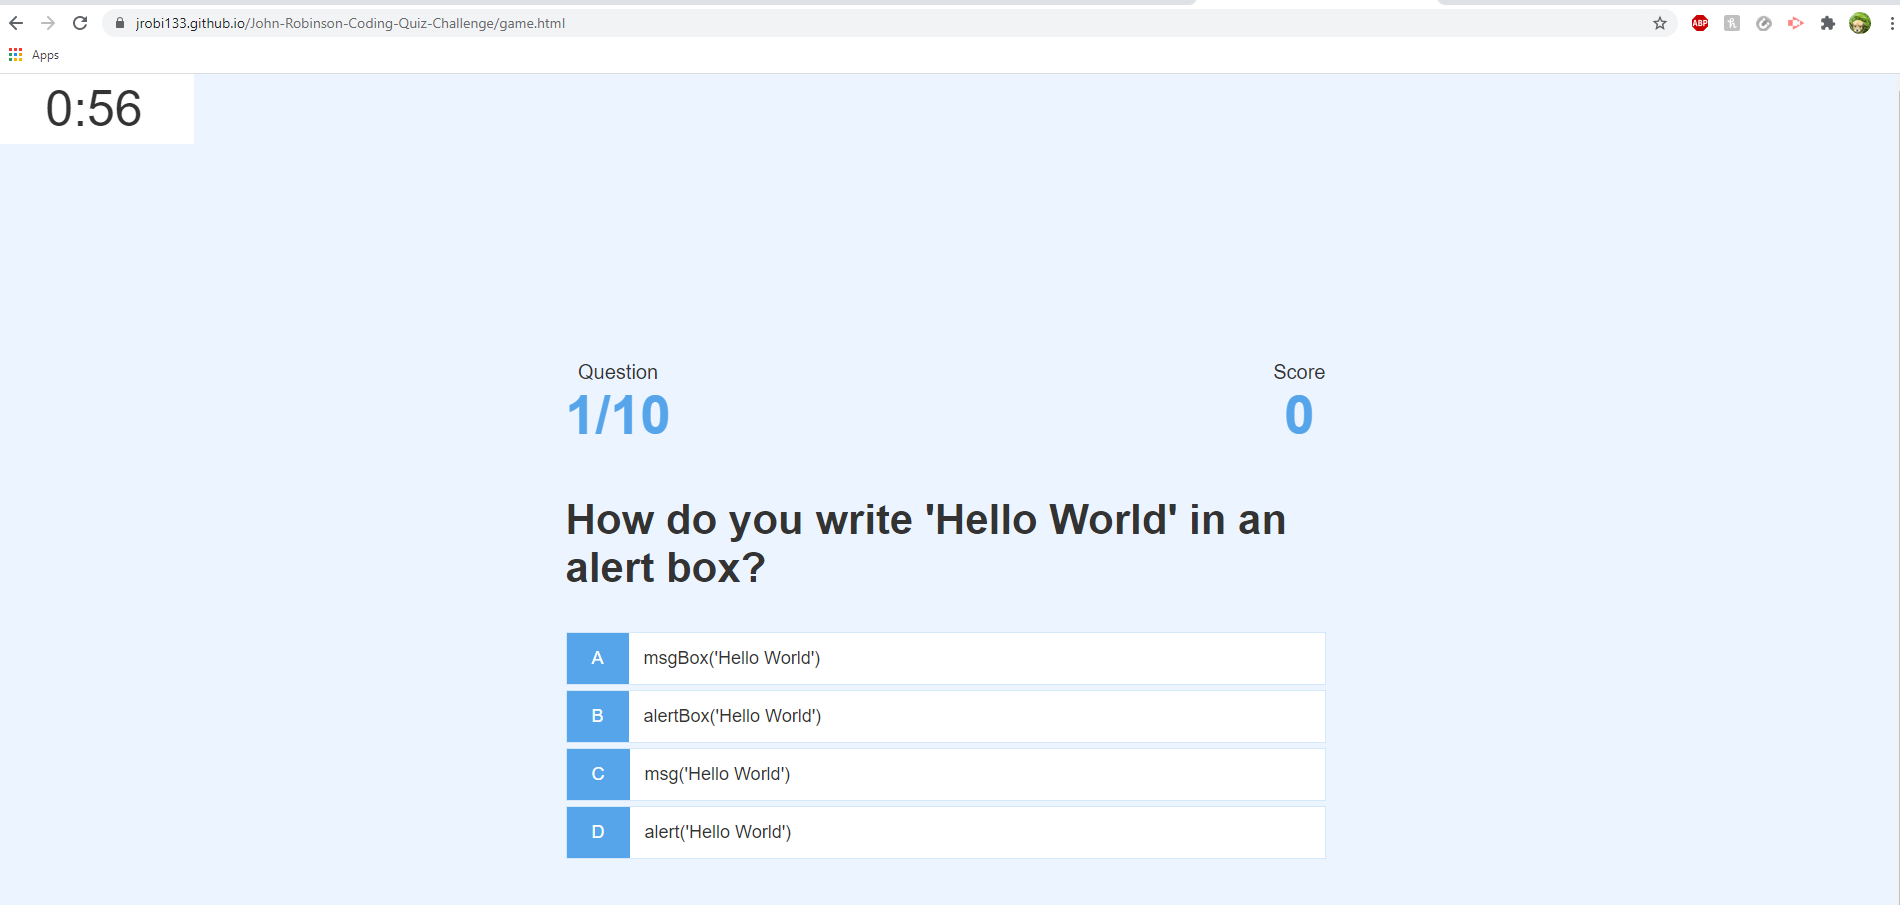 jrobi133.github.io/John-Robinson-Coding-Quiz-Challenge/game.html
ABP
Apps
0:56
Question
1/10
Score
0
How do you write 'Hello World' in an
alert box?
A msgBox('Hello World')
B alertBox('Hello World')
C msg('Hello World')
D alert('Hello World')